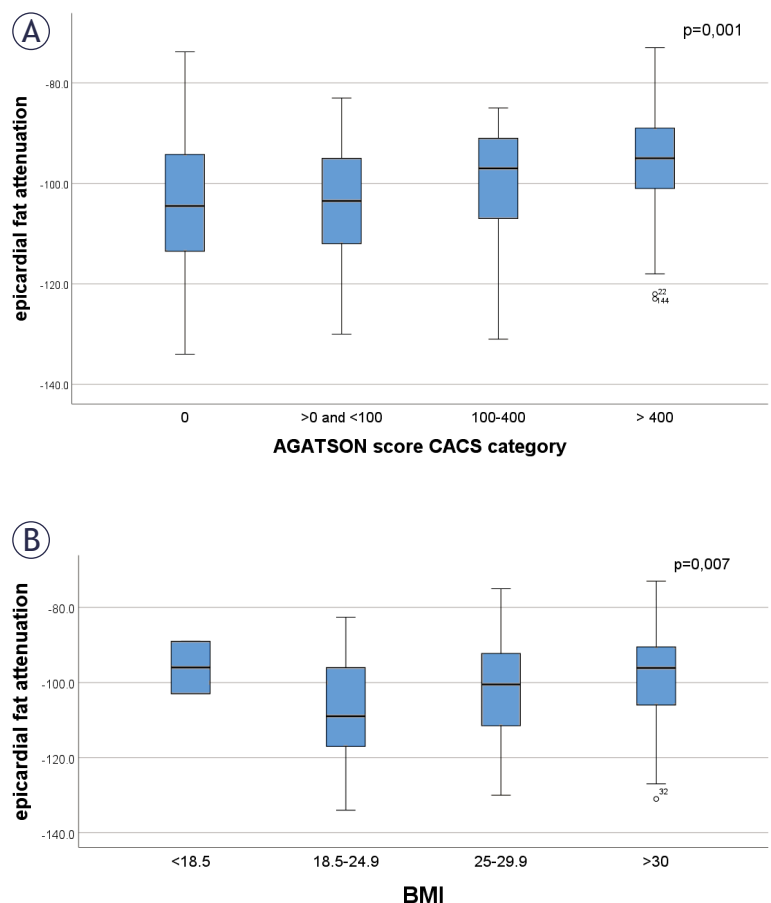 A
p=0,001
epicardial fat attenuation
-80.0
-100.0
-120.0
-140.0
22
144
0 >0 and <100 100-400 > 400
AGATSON score CACS category
B
p=0,007
epicardial fat attenuation
-80.0
-100.0
-120.0
-140.0
32
<18.5 18.5-24.9 25-29.9 >30
BMI